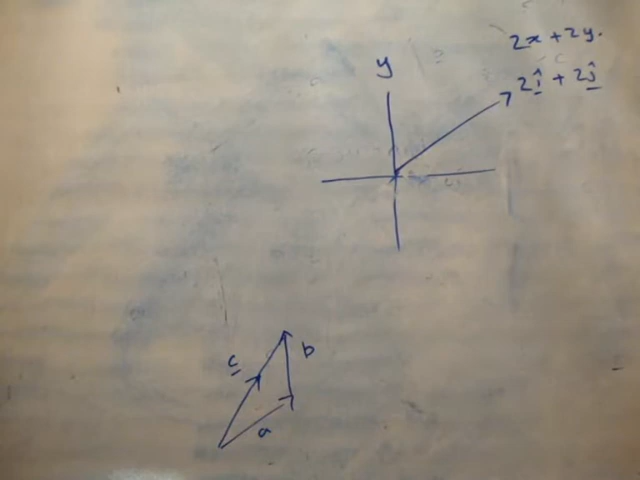 2x + 2y.
y
2î + 2ĵ
c
b
a